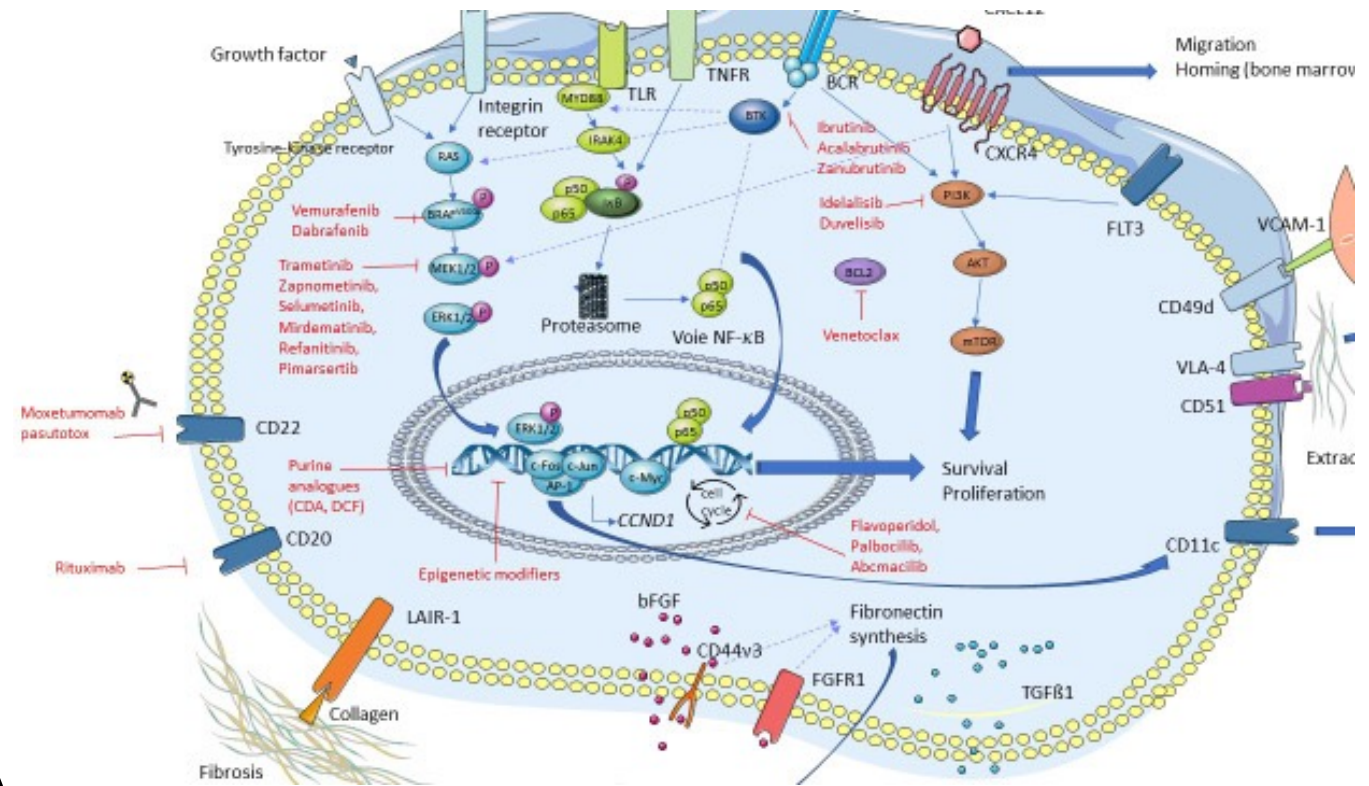 Growth factor
Tyrosine-kinase receptor
Integrin
receptor
MYD88
TLR
TNFR
BCR
BTK
IRAK4
RAS
Migration
Homing (bone marrow
Ibrutinib
Acalabrutinib
Zanubrutinib
CXCR4
p50
p65
IκB
P
P
PI3K
FLT3
Idelalisib
Duvelisib
Vemurafenib
Dabrafenib
VCAM-1
Trametinib
Zapnometinib,
Selumetinib,
Mirdematinib,
Refanitinib,
Pimarsertib
MEK1/2
P
ERK1/2
P
AKT
BCL2
Venetoclax
mTOR
Proteasome
p50
p65
Voie NF-κB
CD49d
VLA-4
CD51
Moxetumomab
pasutotox
CD22
P
ERK1/2
p50
p65
Purine
analogues
(CDA, DCF)
c-Fos
c-Jun
AP-1
c-Myc
CCND1
cell
cycle
Survival
Proliferation
Extrac
Flavoperidol,
Palbocilib,
Abcmacilib
CD20
Rituximab
Epigenetic modifiers
CD11c
LAIR-1
Collagen
Fibrosis
bFGF
CD44v3
FGFR1
Fibronectin
synthesis
TGFß1